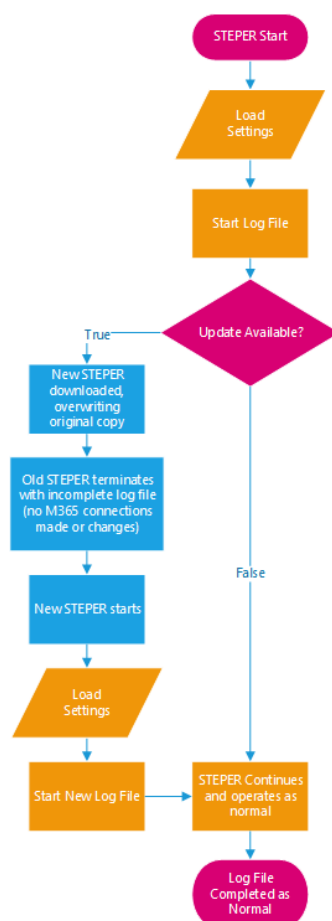 STEPER Start
Load
Settings
Start Log File
Update Available?
True
New STEPER
downloaded,
overwriting
original copy
Old STEPER terminates
with incomplete log file
(no M365 connections
made or changes)
False
New STEPER starts
Load
Settings
Start New Log File
STEPER Continues
and operates as
normal
Log File
Completed as
Normal